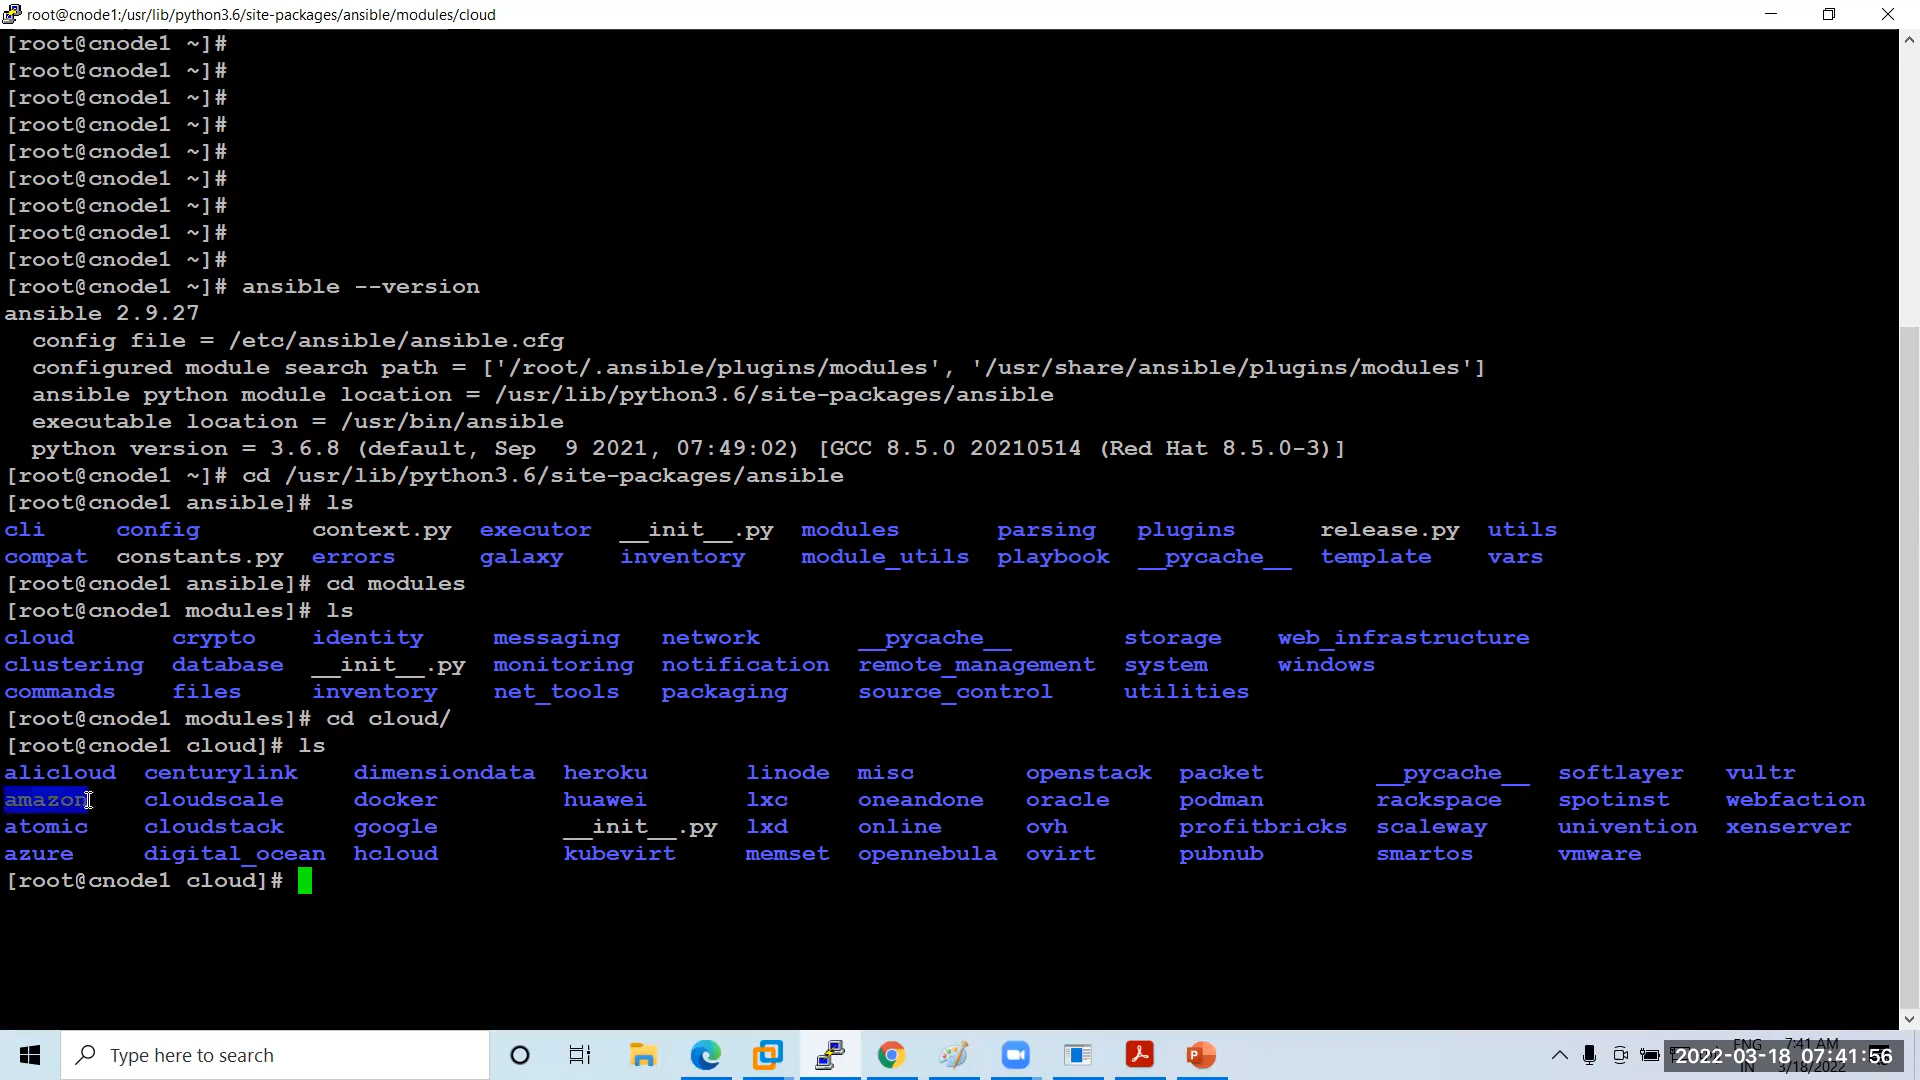 root@cnode1:/usr/lib/python3.6/site-packages/ansible/modules/cloud
[root@cnode1 ~]#
[root@cnode1 ~]#
[root@cnode1 ~]#
[root@cnode1 ~]#
[root@cnode1 ~]#
[root@cnode1 ~]#
[root@cnode1 ~]#
[root@cnode1 ~]#
[root@cnode1 ~]#
[root@cnode1 ~]# ansible --version
ansible 2.9.27
  config file = /etc/ansible/ansible.cfg
  configured module search path = ['/root/.ansible/plugins/modules', '/usr/share/ansible/plugins/modules']
  ansible python module location = /usr/lib/python3.6/site-packages/ansible
  executable location = /usr/bin/ansible
  python version = 3.6.8 (default, Sep  9 2021, 07:49:02) [GCC 8.5.0 20210514 (Red Hat 8.5.0-3)]
[root@cnode1 ~]# cd /usr/lib/python3.6/site-packages/ansible
[root@cnode1 ansible]# ls
cli config context.py executor __init__.py modules parsing plugins release.py utils
compat constants.py errors galaxy inventory module_utils playbook __pycache__ template vars
[root@cnode1 ansible]# cd modules
[root@cnode1 modules]# ls
cloud crypto identity messaging network __pycache__ storage web_infrastructure
clustering database __init__.py monitoring notification remote_management system windows
commands files inventory net_tools packaging source_control utilities
[root@cnode1 modules]# cd cloud/
[root@cnode1 cloud]# ls
alicloud centurylink dimensiondata heroku linode misc openstack packet __pycache__ softlayer vultr
amazon cloudscale docker huawei lxc oneandone oracle podman rackspace spotinst webfaction
atomic cloudstack google __init__.py lxd online ovh profitbricks scaleway univention xenserver
azure digital_ocean hcloud kubevirt memset opennebula ovirt pubnub smartos vmware
[root@cnode1 cloud]#
Type here to search
ENG 7:41 AM
2022-03-18 07:41:56
IN 3/18/2022